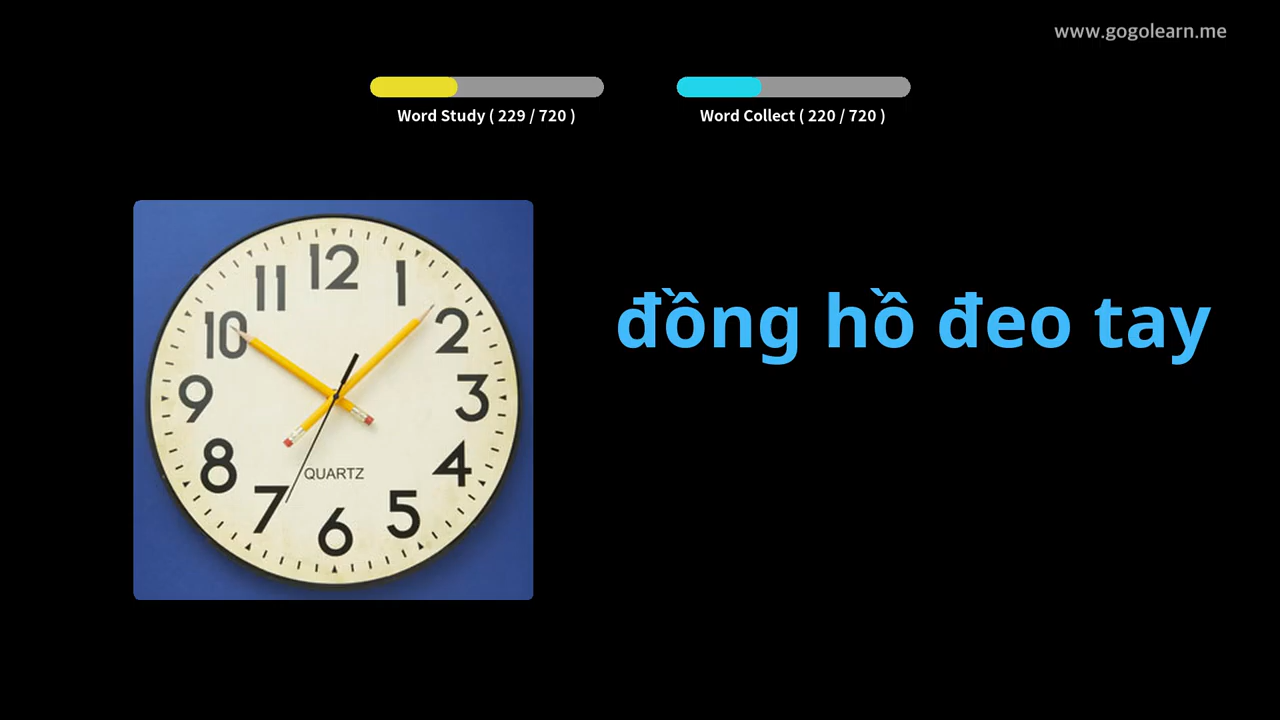 www.gogolearn.me
Word Study ( 229 / 720 )
Word Collect ( 220 / 720 )
12
11
1
10
2
9
3
8
4
QUARTZ
7
5
6
đồng hồ đeo tay